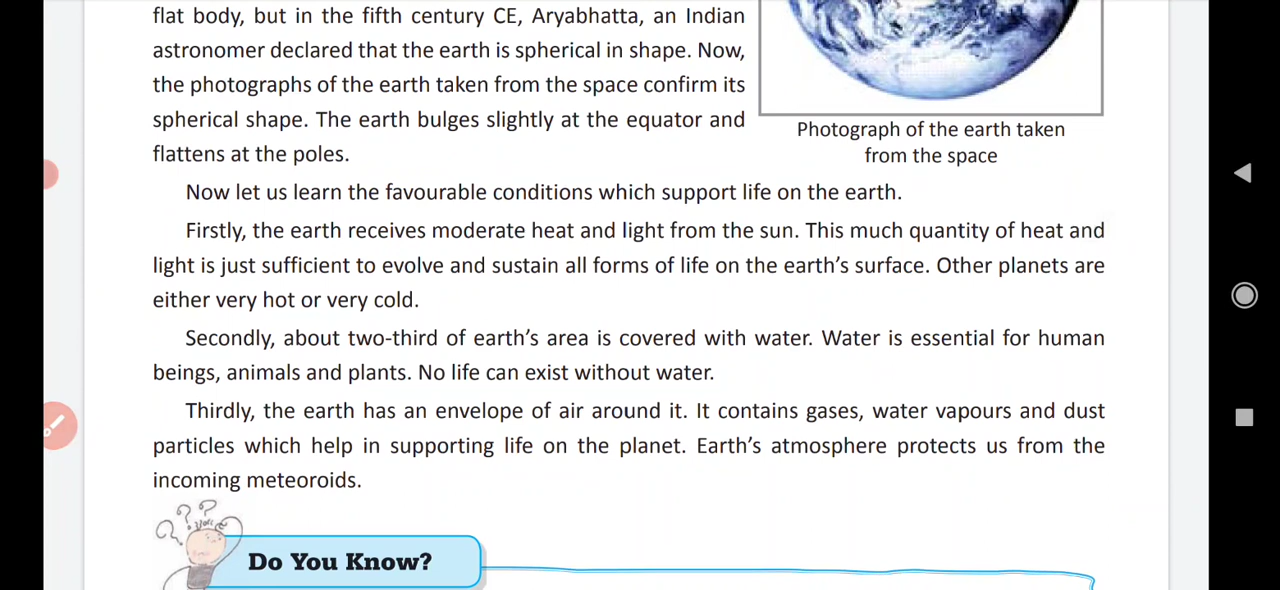 flat body, but in the fifth century CE, Aryabhatta, an Indian
astronomer declared that the earth is spherical in shape. Now,
the photographs of the earth taken from the space confirm its
spherical shape. The earth bulges slightly at the equator and
flattens at the poles.
Photograph of the earth taken
from the space
Now let us learn the favourable conditions which support life on the earth.
Firstly, the earth receives moderate heat and light from the sun. This much quantity of heat and
light is just sufficient to evolve and sustain all forms of life on the earth's surface. Other planets are
either very hot or very cold.
Secondly, about two-third of earth's area is covered with water. Water is essential for human
beings, animals and plants. No life can exist without water.
Thirdly, the earth has an envelope of air around it. It contains gases, water vapours and dust
particles which help in supporting life on the planet. Earth's atmosphere protects us from the
incoming meteoroids.
???
Do You Know?